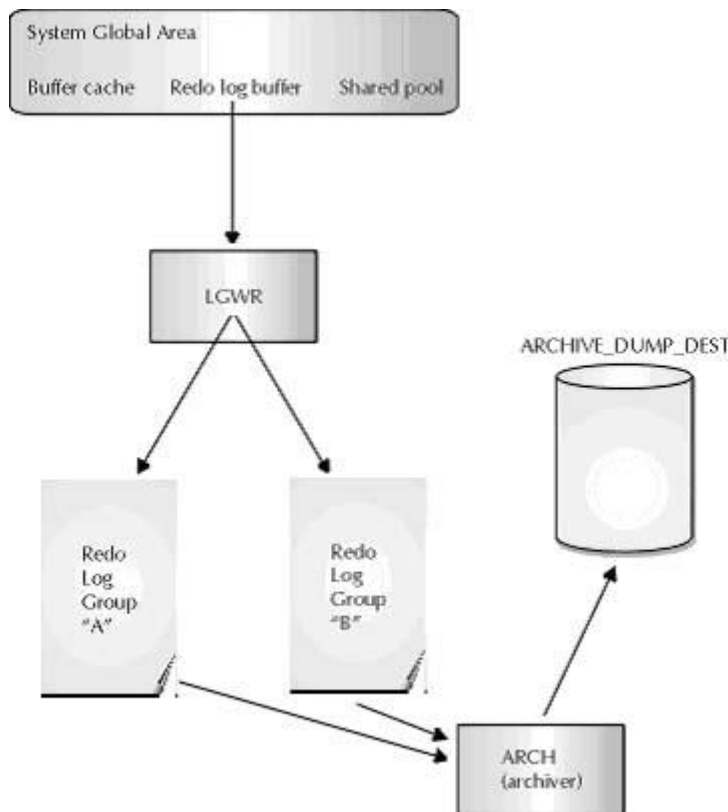 System Global Area
Buffer cache Redo log buffer Shared pool
LGWR
ARCHIVE_DUMP_DEST
Redo
Log
Group
"A"
Redo
Log
Group
"B"
ARCH
(archiver)